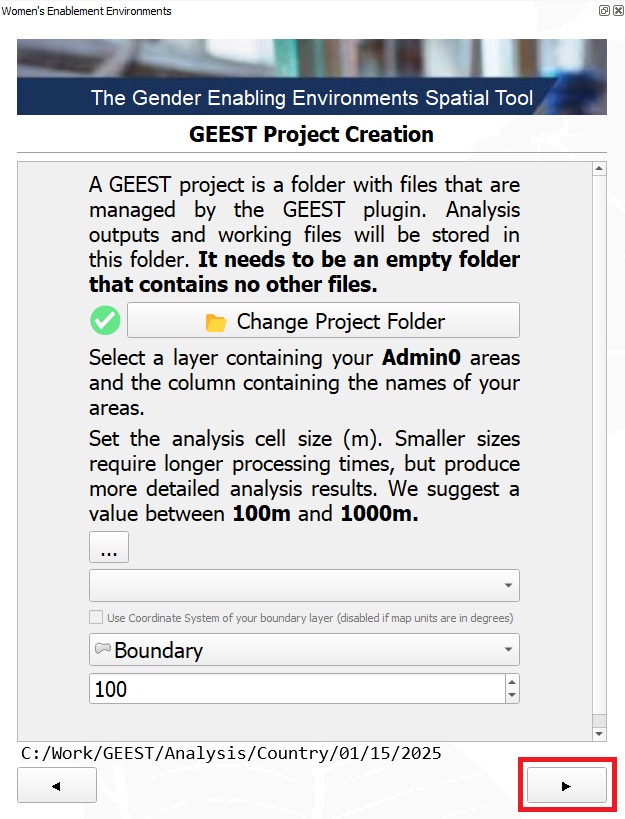 Women's Enablement Environments
The Gender Enabling Environments Spatial Tool
GEEST Project Creation
A GEEST project is a folder with files that are
managed by the GEEST plugin. Analysis
outputs and working files will be stored in
this folder. It needs to be an empty folder
that contains no other files.
Change Project Folder
Select a layer containing your Admin0 areas
and the column containing the names of your
areas.
Set the analysis cell size (m). Smaller sizes
require longer processing times, but produce
more detailed analysis results. We suggest a
value between 100m and 1000m.
...
Use Coordinate System of your boundary layer (disabled if map units are in degrees)
Boundary
100
C:/Work/GEEST/Analysis/Country/01/15/2025